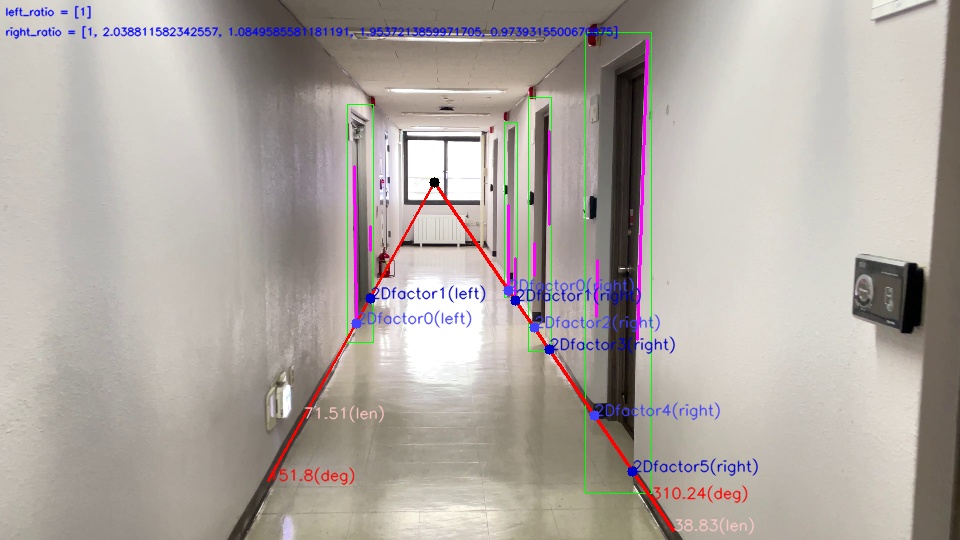 left_ratio = [1]
right_ratio = [1, 2.038811582342557, 1.0849585581181191, 1.9537213859971705, 0.9739315500670475]
2Dfactor0(right)
2Dfactor1(left)
2Dfactor1(right)
2Dfactor0(left)
2Dfactor2(right)
2Dfactor3(right)
71.51(len)
2Dfactor4(right)
51.8(deg)
2Dfactor5(right)
310.24(deg)
38.83(len)